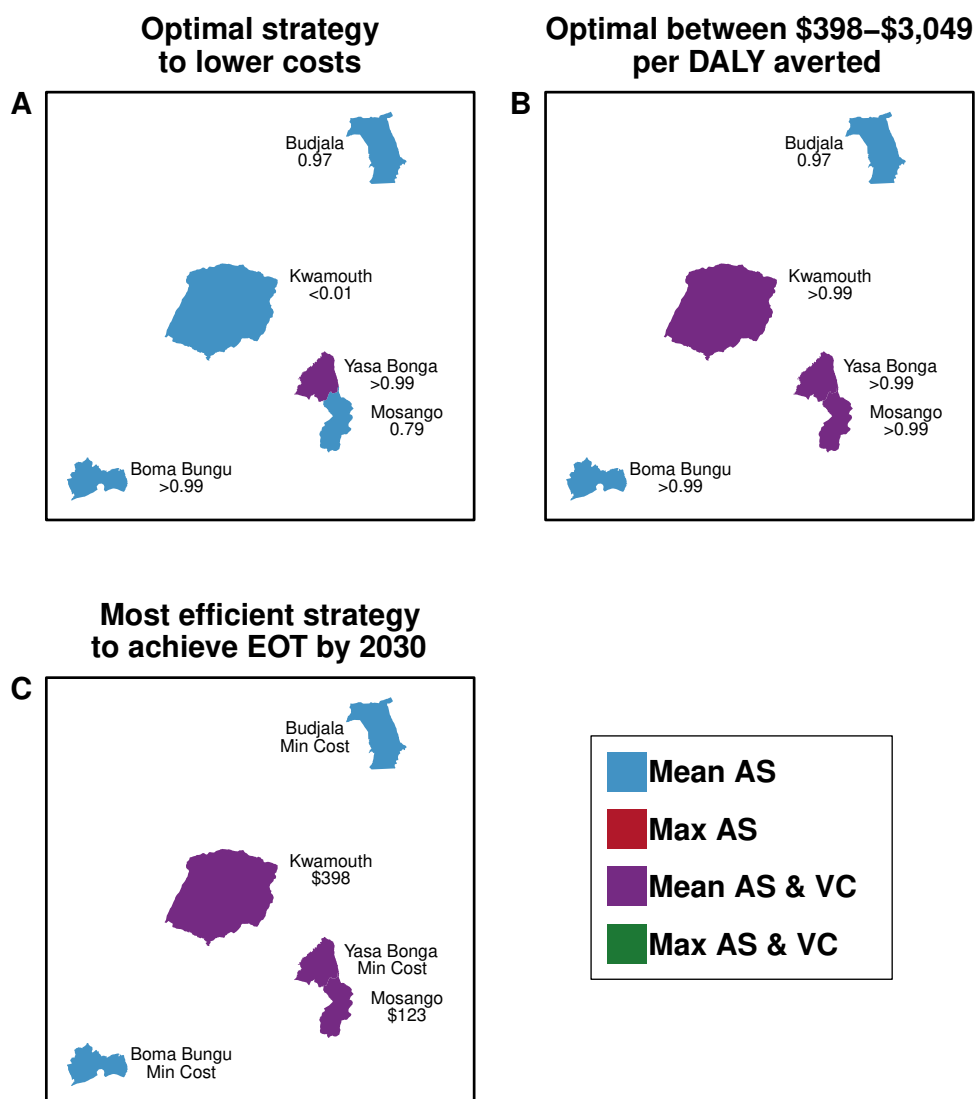 Optimal strategy
to lower costs
A
Budjala
0.97
Kwamouth
<0.01
Yasa Bonga
>0.99
Mosango
0.79
Boma Bungu
>0.99
Optimal between $398–$3,049
per DALY averted
B
Budjala
0.97
Kwamouth
>0.99
Yasa Bonga
>0.99
Mosango
>0.99
Boma Bungu
>0.99
Most efficient strategy
to achieve EOT by 2030
C
Budjala
Min Cost
Kwamouth
$398
Yasa Bonga
Min Cost
Mosango
$123
Boma Bungu
Min Cost
Mean AS
Max AS
Mean AS & VC
Max AS & VC